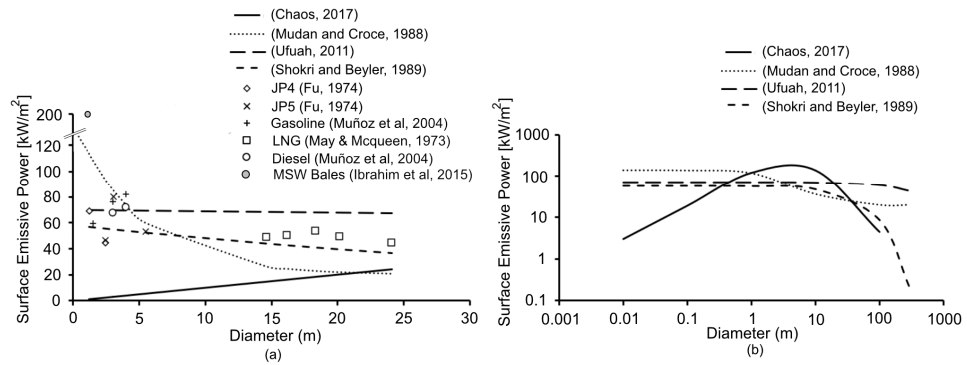 (Chaos, 2017)
(Mudan and Croce, 1988)
(Ufuah, 2011)
(Shokri and Beyler, 1989)
JP4 (Fu, 1974)
JP5 (Fu, 1974)
Gasoline (Muñoz et al, 2004)
LNG (May & Mcqueen, 1973)
Diesel (Muñoz et al, 2004)
MSW Bales (Ibrahim et al, 2015)
Surface Emissive Power [kW/m²]
200
120
100
80
60
40
20
0
0 5 10 15 20 25 30
Diameter (m)
(a)
(Chaos, 2017)
(Mudan and Croce, 1988)
(Ufuah, 2011)
(Shokri and Beyler, 1989)
Surface Emissive Power [kW/m²]
1000
100
10
1
0.1
0.001 0.01 0.1 1 10 100 1000
Diameter (m)
(b)